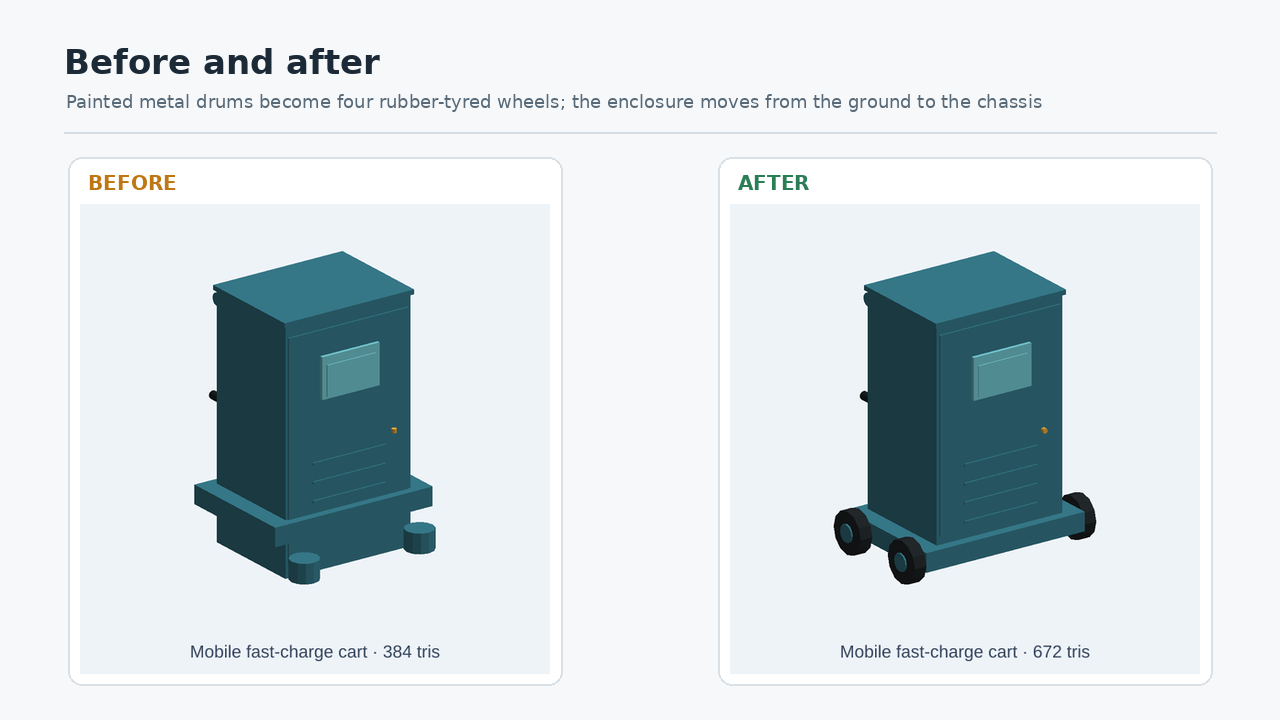 Before and after
Painted metal drums become four rubber-tyred wheels; the enclosure moves from the ground to the chassis
BEFORE
AFTER
Mobile fast-charge cart · 384 tris
Mobile fast-charge cart · 672 tris